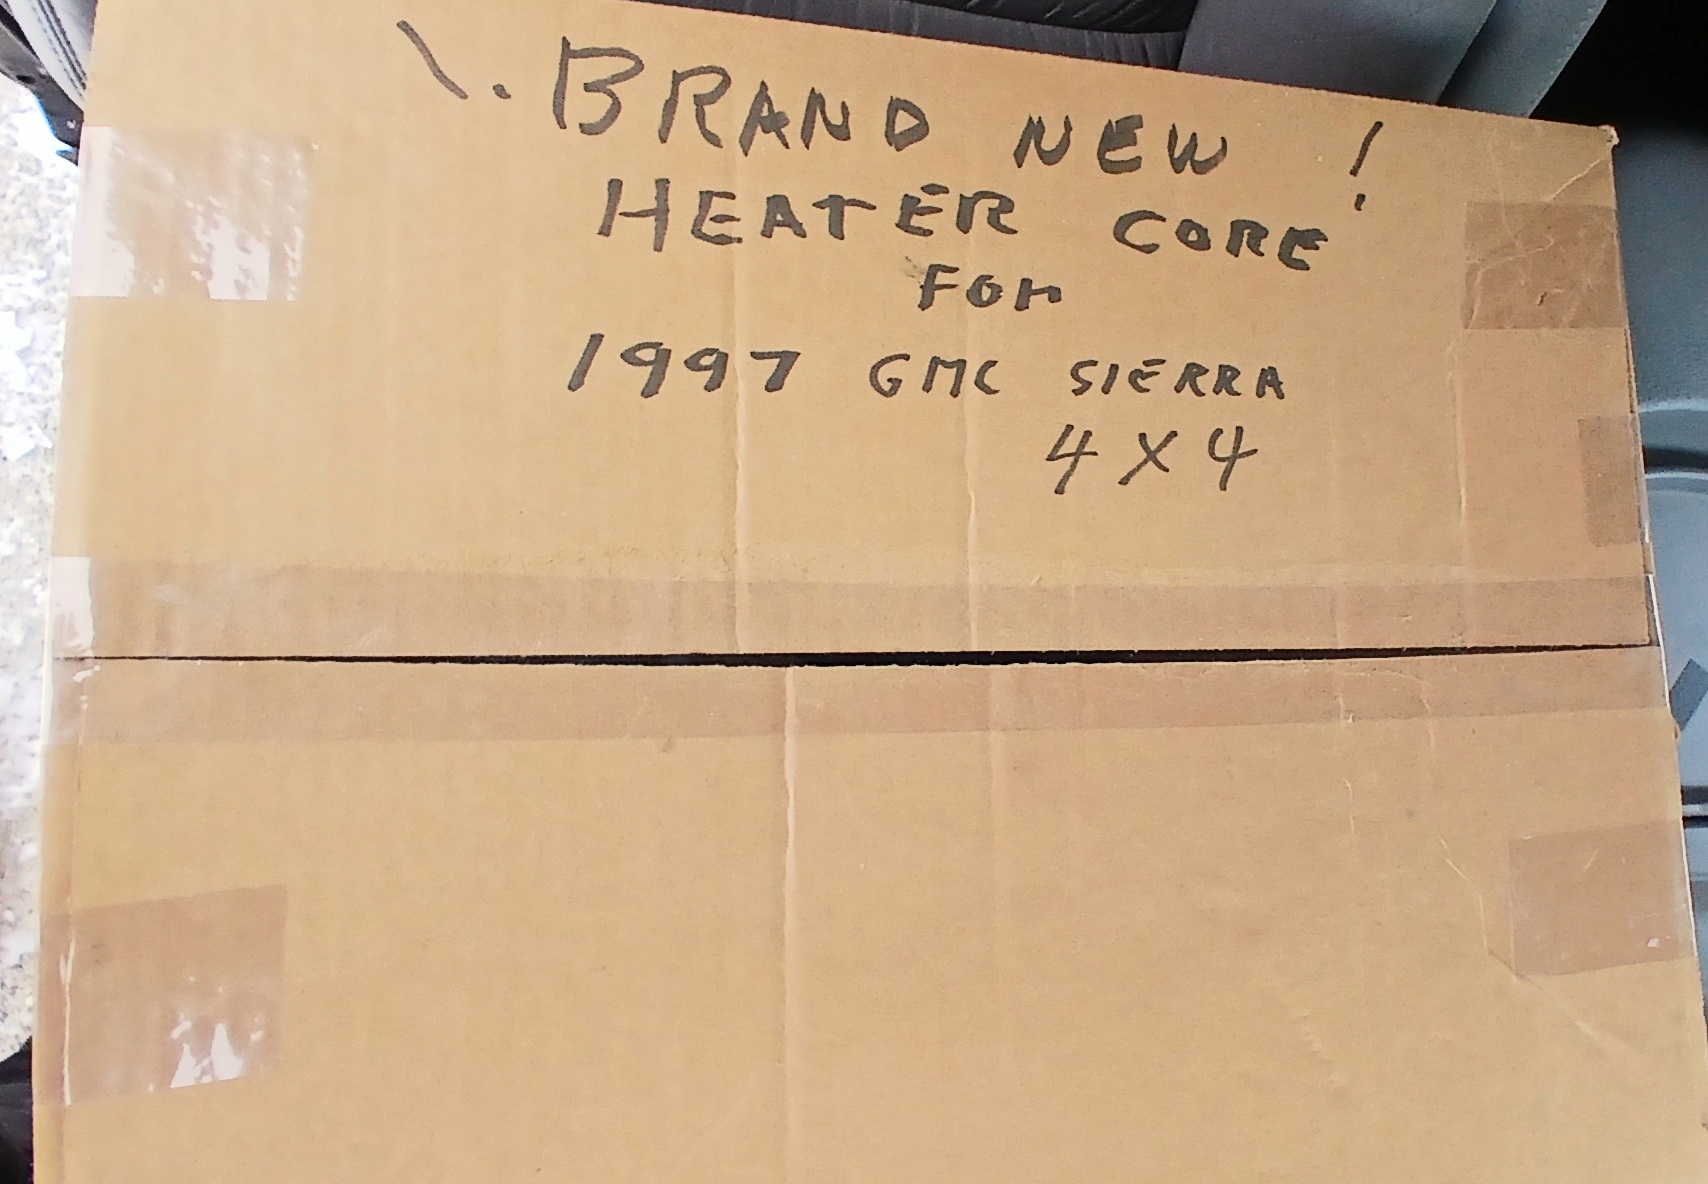 \. BRAND NEW !
HEATER CORE
FOR
1997 GMC SIERRA
4X4